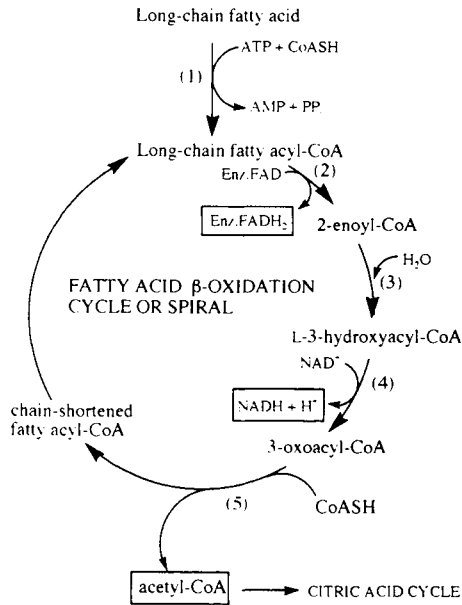 Long-chain fatty acid
ATP + CoASH
(1)
AMP + PP
Long-chain fatty acyl-CoA
(2)
Enz.FAD
Enz.FADH₂
2-enoyl-CoA
H₂O
(3)
FATTY ACID β-OXIDATION
CYCLE OR SPIRAL
L-3-hydroxyacyl-CoA
NAD⁺
(4)
NADH + H⁺
3-oxoacyl-CoA
chain-shortened
fatty acyl-CoA
(5)
CoASH
acetyl-CoA
CITRIC ACID CYCLE